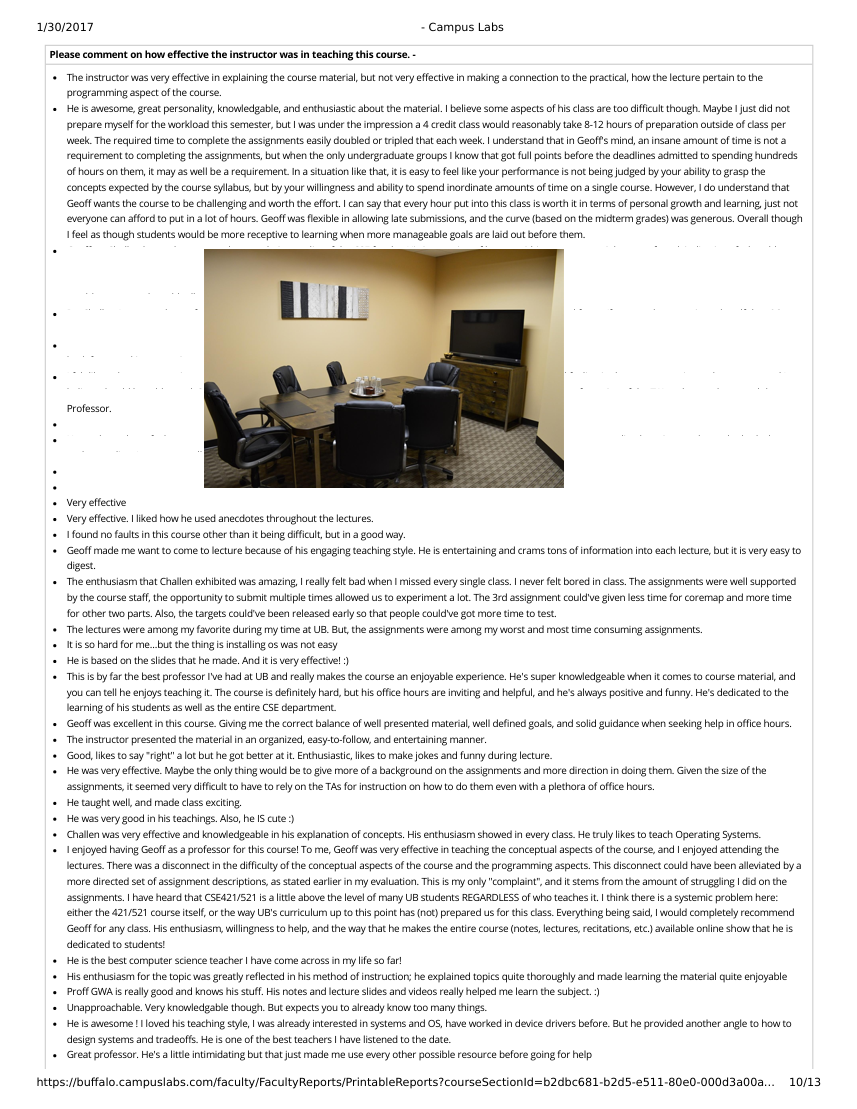 1/30/2017
- Campus Labs
Please comment on how effective the instructor was in teaching this course. -
• The instructor was very effective in explaining the course material, but not very effective in making a connection to the practical, how the lecture pertain to the
programming aspect of the course.
• He is awesome, great personality, knowledgable, and enthusiastic about the material. I believe some aspects of his class are too difficult though. Maybe I just did not
prepare myself for the workload this semester, but I was under the impression a 4 credit class would reasonably take 8-12 hours of preparation outside of class per
week. The required time to complete the assignments easily doubled or tripled that each week. I understand that in Geoff's mind, an insane amount of time is not a
requirement to completing the assignments, but when the only undergraduate groups I know that got full points before the deadlines admitted to spending hundreds
of hours on them, it may as well be a requirement. In a situation like that, it is easy to feel like your performance is not being judged by your ability to grasp the
concepts expected by the course syllabus, but by your willingness and ability to spend inordinate amounts of time on a single course. However, I do understand that
Geoff wants the course to be challenging and worth the effort. I can say that every hour put into this class is worth it in terms of personal growth and learning, just not
everyone can afford to put in a lot of hours. Geoff was flexible in allowing late submissions, and the curve (based on the midterm grades) was generous. Overall though
I feel as though students would be more receptive to learning when more manageable goals are laid out before them.
Professor.
• Very effective
• Very effective. I liked how he used anecdotes throughout the lectures.
• I found no faults in this course other than it being difficult, but in a good way.
• Geoff made me want to come to lecture because of his engaging teaching style. He is entertaining and crams tons of information into each lecture, but it is very easy to
digest.
• The enthusiasm that Challen exhibited was amazing, I really felt bad when I missed every single class. I never felt bored in class. The assignments were well supported
by the course staff, the opportunity to submit multiple times allowed us to experiment a lot. The 3rd assignment could've given less time for coremap and more time
for other two parts. Also, the targets could've been released early so that people could've got more time to test.
• The lectures were among my favorite during my time at UB. But, the assignments were among my worst and most time consuming assignments.
• It is so hard for me...but the thing is installing os was not easy
• He is based on the slides that he made. And it is very effective! :)
• This is by far the best professor I've had at UB and really makes the course an enjoyable experience. He's super knowledgeable when it comes to course material, and
you can tell he enjoys teaching it. The course is definitely hard, but his office hours are inviting and helpful, and he's always positive and funny. He's dedicated to the
learning of his students as well as the entire CSE department.
• Geoff was excellent in this course. Giving me the correct balance of well presented material, well defined goals, and solid guidance when seeking help in office hours.
• The instructor presented the material in an organized, easy-to-follow, and entertaining manner.
• Good, likes to say "right" a lot but he got better at it. Enthusiastic, likes to make jokes and funny during lecture.
• He was very effective. Maybe the only thing would be to give more of a background on the assignments and more direction in doing them. Given the size of the
assignments, it seemed very difficult to have to rely on the TAs for instruction on how to do them even with a plethora of office hours.
• He taught well, and made class exciting.
• He was very good in his teachings. Also, he IS cute :)
• Challen was very effective and knowledgeable in his explanation of concepts. His enthusiasm showed in every class. He truly likes to teach Operating Systems.
• I enjoyed having Geoff as a professor for this course! To me, Geoff was very effective in teaching the conceptual aspects of the course, and I enjoyed attending the
lectures. There was a disconnect in the difficulty of the conceptual aspects of the course and the programming aspects. This disconnect could have been alleviated by a
more directed set of assignment descriptions, as stated earlier in my evaluation. This is my only "complaint", and it stems from the amount of struggling I did on the
assignments. I have heard that CSE421/521 is a little above the level of many UB students REGARDLESS of who teaches it. I think there is a systemic problem here:
either the 421/521 course itself, or the way UB's curriculum up to this point has (not) prepared us for this class. Everything being said, I would completely recommend
Geoff for any class. His enthusiasm, willingness to help, and the way that he makes the entire course (notes, lectures, recitations, etc.) available online show that he is
dedicated to students!
• He is the best computer science teacher I have come across in my life so far!
• His enthusiasm for the topic was greatly reflected in his method of instruction; he explained topics quite thoroughly and made learning the material quite enjoyable
• Proff GWA is really good and knows his stuff. His notes and lecture slides and videos really helped me learn the subject. :)
• Unapproachable. Very knowledgable though. But expects you to already know too many things.
• He is awesome ! I loved his teaching style, I was already interested in systems and OS, have worked in device drivers before. But he provided another angle to how to
design systems and tradeoffs. He is one of the best teachers I have listened to the date.
• Great professor. He's a little intimidating but that just made me use every other possible resource before going for help
https://buffalo.campuslabs.com/faculty/FacultyReports/PrintableReports?courseSectionId=b2dbc681-b2d5-e511-80e0-000d3a00a… 10/13